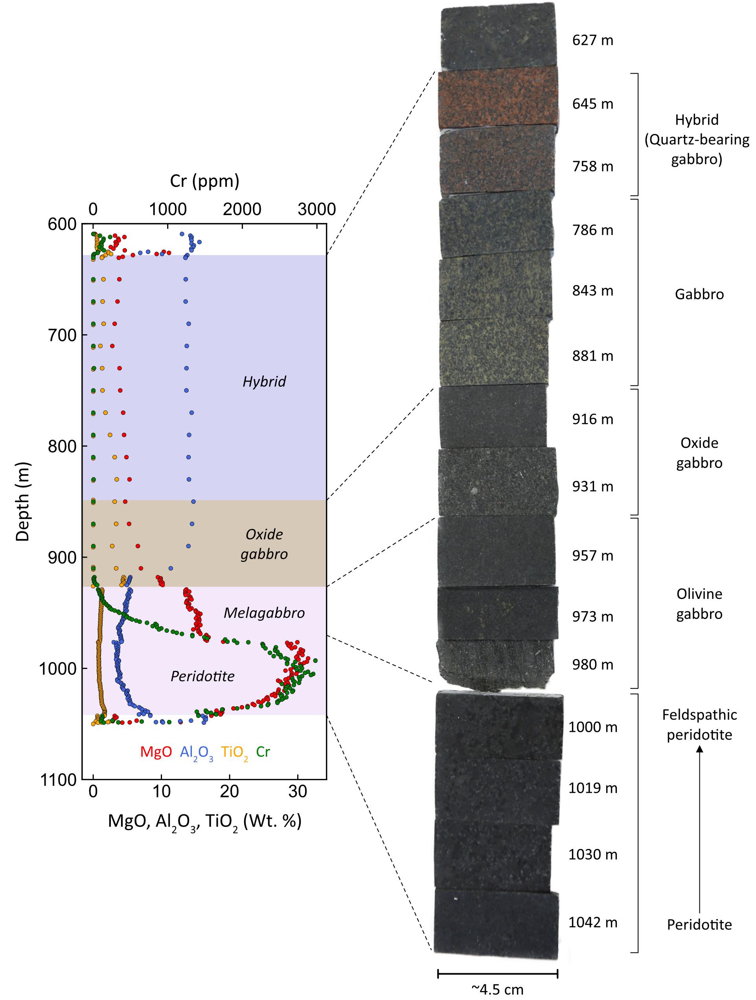 Cr (ppm)
0 1000 2000 3000
600
700
800
900
1000
1100
Depth (m)
Hybrid
Oxide
gabbro
Melagabbro
Peridotite
MgO Al2O3 TiO2 Cr
0 10 20 30
MgO, Al2O3, TiO2 (Wt. %)
627 m
645 m
758 m
786 m
843 m
881 m
916 m
931 m
957 m
973 m
980 m
1000 m
1019 m
1030 m
1042 m
Hybrid
(Quartz-bearing
gabbro)
Gabbro
Oxide
gabbro
Olivine
gabbro
Feldspathic
peridotite
Peridotite
~4.5 cm